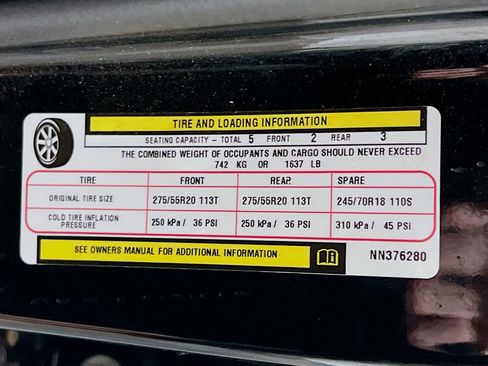 TIRE AND LOADING INFORMATION
SEATING CAPACITY - TOTAL 5 FRONT 2 REAR 3
THE COMBINED WEIGHT OF OCCUPANTS AND CARGO SHOULD NEVER EXCEED
742 KG OR 1637 LB
TIRE FRONT REAR SPARE
ORIGINAL TIRE SIZE 275/55R20 113T 275/55R20 113T 245/70R18 110S
COLD TIRE INFLATION PRESSURE 250 kPa / 36 PSI 250 kPa / 36 PSI 310 kPa / 45 PSI
SEE OWNERS MANUAL FOR ADDITIONAL INFORMATION NN376280